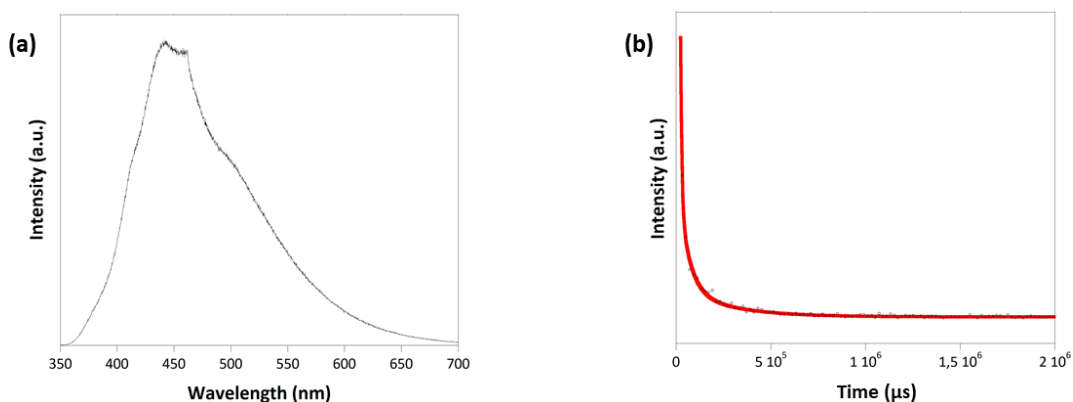 (a)
Intensity (a.u.)
350 400 450 500 550 600 650 700
Wavelength (nm)
(b)
Intensity (a.u.)
0 5 10⁵ 1 10⁶ 1,5 10⁶ 2 10⁶
Time (μs)